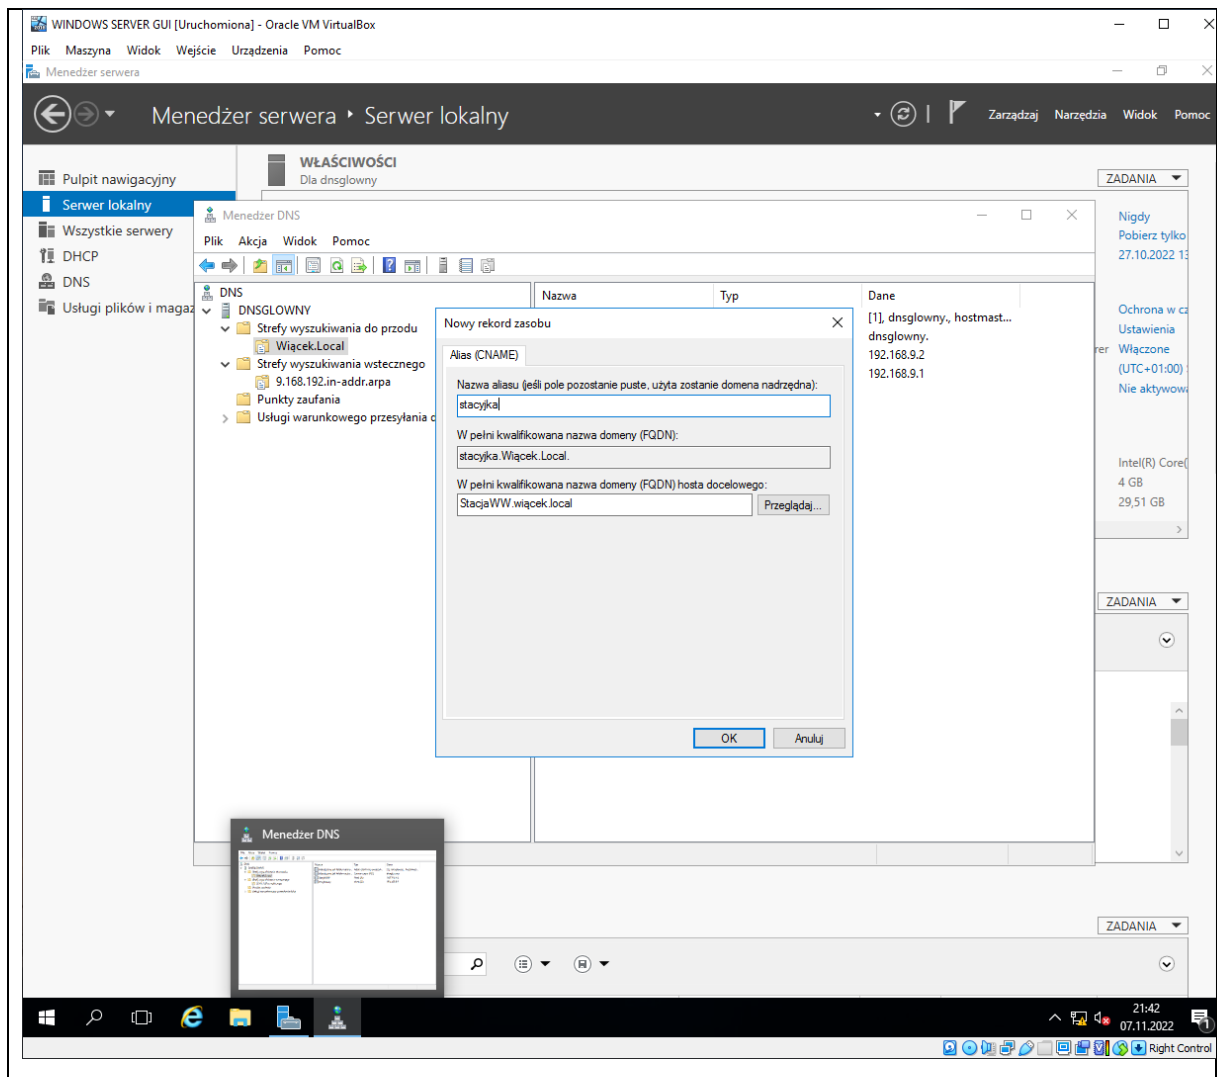 WINDOWS SERVER GUI [Uruchomiona] - Oracle VM VirtualBox
Plik Maszyna Widok Wejście Urządzenia Pomoc
Menedżer serwera
Menedżer serwera Serwer lokalny
Zarządzaj Narzędzia Widok Pomoc
Pulpit nawigacyjny
Serwer lokalny
Wszystkie serwery
DHCP
DNS
Usługi plików i magaz
WŁAŚCIWOŚCI
Dla dnsglowny
ZADANIA
Nigdy
Pobierz tylko
27.10.2022 13
Ochrona w cz
Ustawienia
rer Włączone
(UTC+01:00)
Nie aktywowa
Intel(R) Core(
4 GB
29,51 GB
Menedżer DNS
Plik Akcja Widok Pomoc
DNS
DNSGLOWNY
Strefy wyszukiwania do przodu
Wiącek.Local
Strefy wyszukiwania wstecznego
9.168.192.in-addr.arpa
Punkty zaufania
Usługi warunkowego przesyłania d
Nazwa Typ Dane
[1], dnsglowny., hostmast...
dnsglowny.
192.168.9.2
192.168.9.1
Nowy rekord zasobu
Alias (CNAME)
Nazwa aliasu (jeśli pole pozostanie puste, użyta zostanie domena nadrzędna):
stacyjka
W pełni kwalifikowana nazwa domeny (FQDN):
stacyjka.Wiącek.Local.
W pełni kwalifikowana nazwa domeny (FQDN) hosta docelowego:
StacjaWW.wiącek.local
Przeglądaj...
OK Anuluj
ZADANIA
Menedżer DNS
ZADANIA
21:42
07.11.2022
1
Right Control